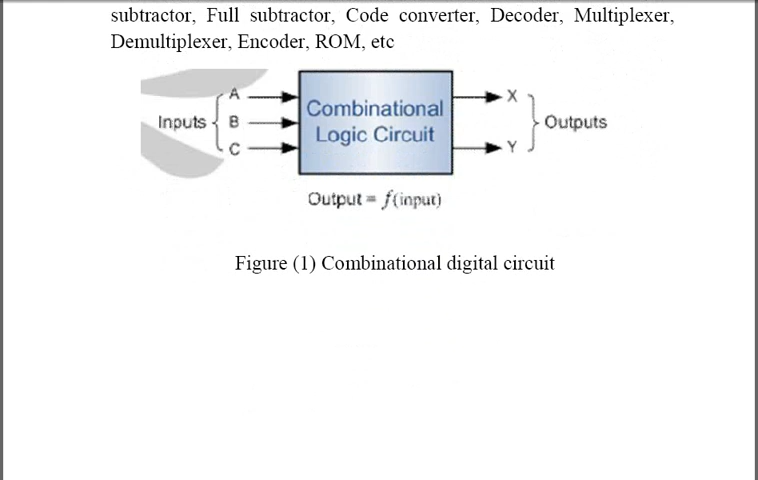 subtractor, Full subtractor, Code converter, Decoder, Multiplexer,
Demultiplexer, Encoder, ROM, etc
A
Inputs B
C
Combinational
Logic Circuit
X
Outputs
Y
Output = f(input)
Figure (1) Combinational digital circuit